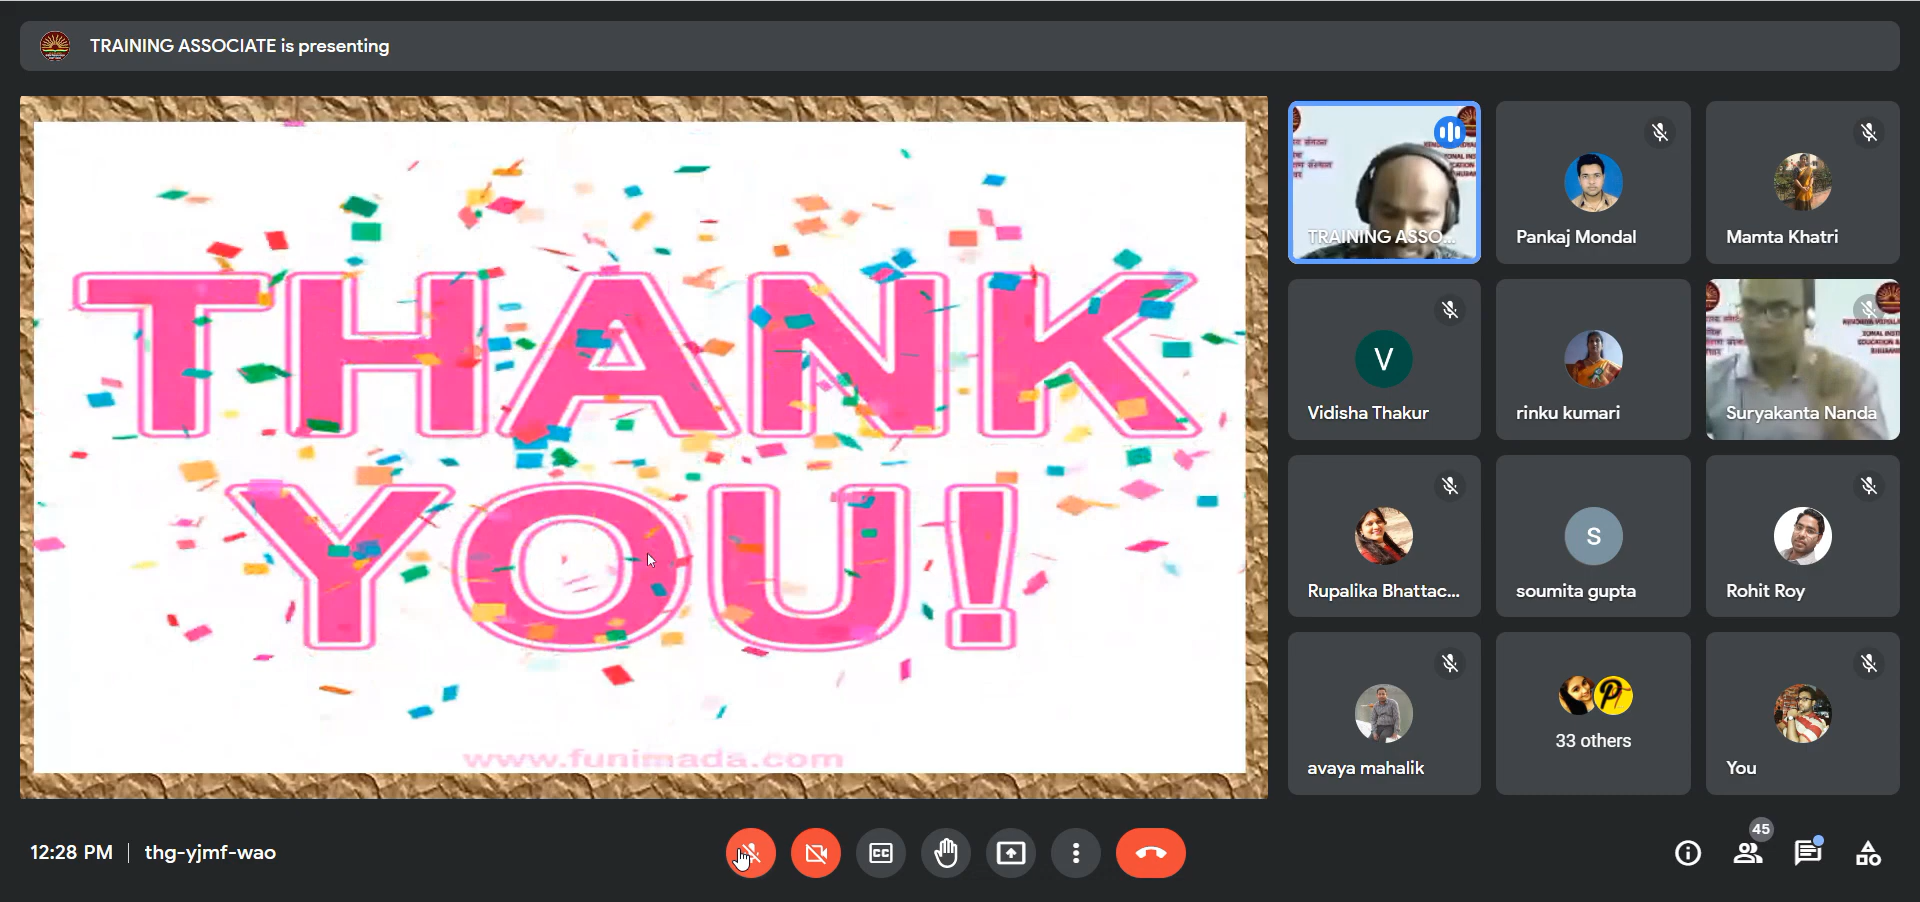 TRAINING ASSOCIATE is presenting
THANK
YOU!
www.funimada.com
TRAINING ASSO...
Pankaj Mondal
Mamta Khatri
V
Vidisha Thakur
rinku kumari
Suryakanta Nanda
Rupalika Bhattac...
S
soumita gupta
Rohit Roy
avaya mahalik
33 others
You
12:28 PM | thg-yjmf-wao
CC
45